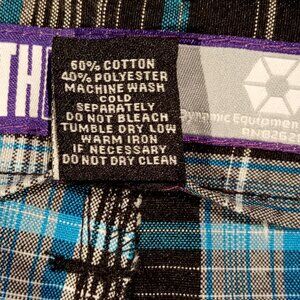 TH
60% COTTON
40% POLYESTER
MACHINE WASH
COLD
SEPARATELY
DO NOT BLEACH
TUMBLE DRY LOW
WARM IRON
IF NECESSARY
DO NOT DRY CLEAN
Dynamic Equipment